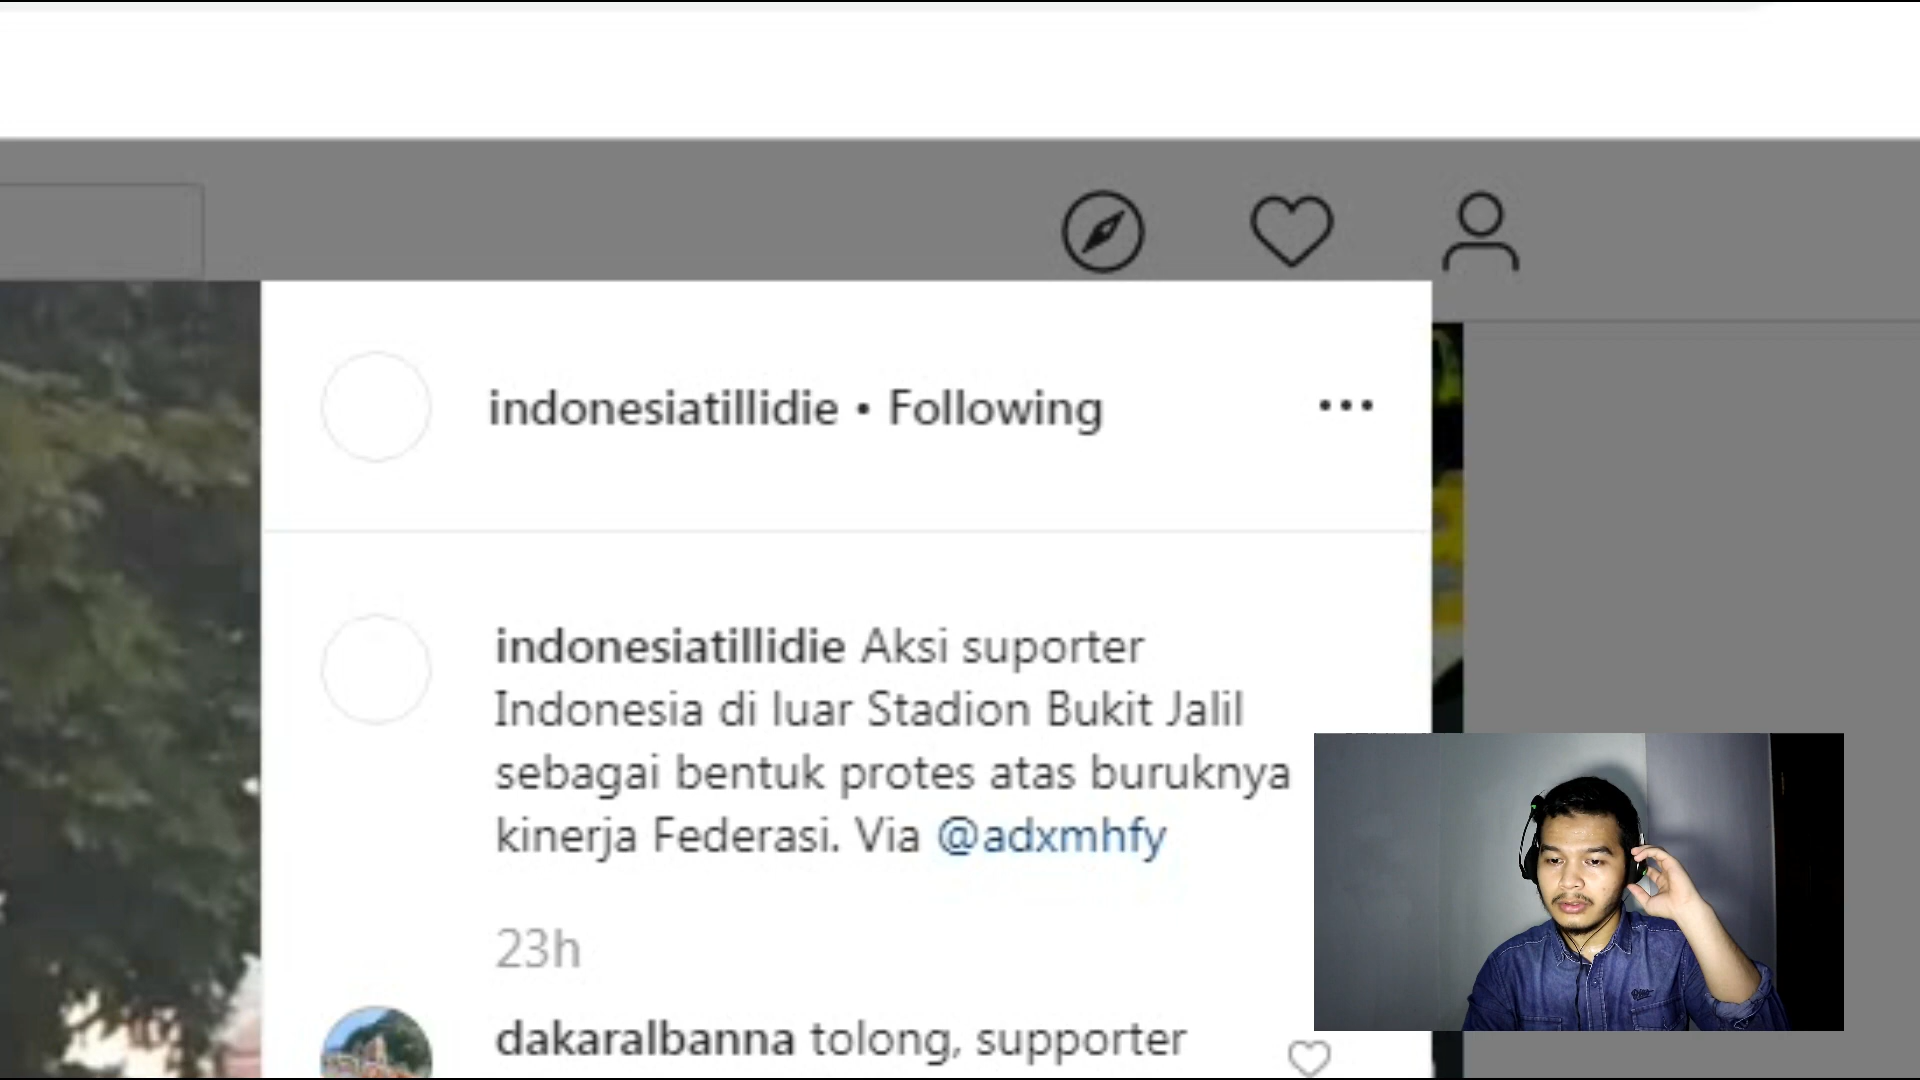 indonesiatillidie • Following
indonesiatillidie Aksi suporter
Indonesia di luar Stadion Bukit Jalil
sebagai bentuk protes atas buruknya
kinerja Federasi. Via @adxmhfy
23h
dakaralbanna tolong, supporter